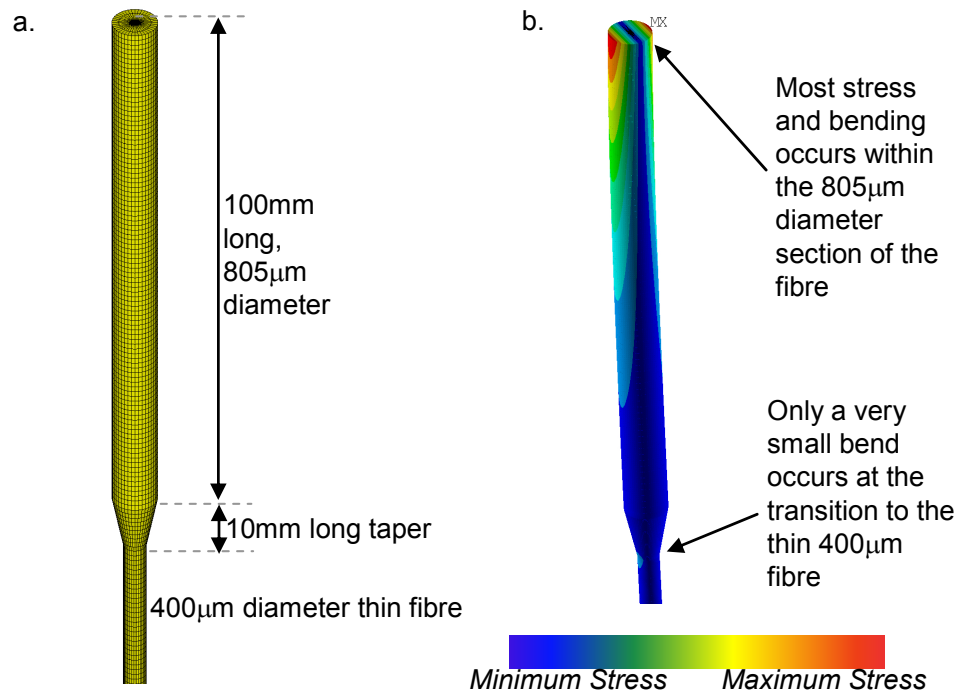 a.
100mm
long,
805µm
diameter
10mm long taper
400µm diameter thin fibre
b.
MX
Most stress
and bending
occurs within
the 805µm
diameter
section of the
fibre
Only a very
small bend
occurs at the
transition to the
thin 400µm
fibre
Minimum Stress
Maximum Stress